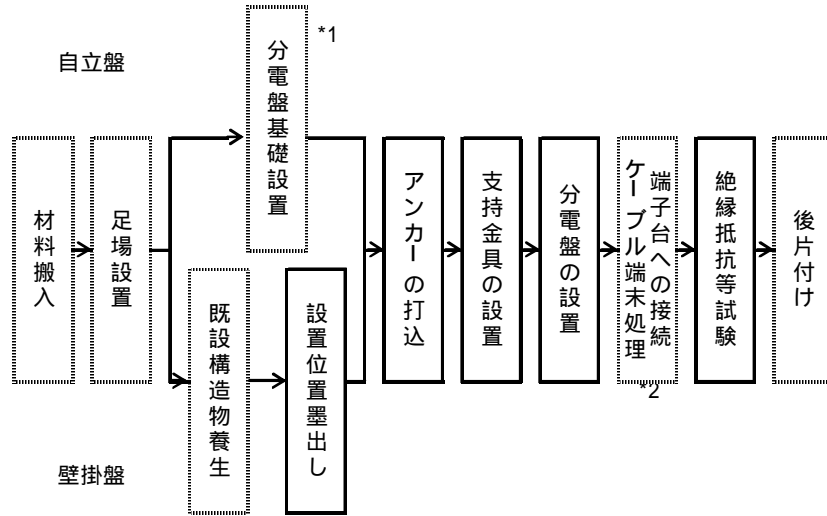 自立盤
分電盤基礎設置
*1
材料搬入
足場設置
既設構造物養生
設置位置墨出し
アンカーの打込
支持金具の設置
分電盤の設置
端子台への接続
ケーブル端末処理
*2
絶縁抵抗等試験
後片付け
壁掛盤